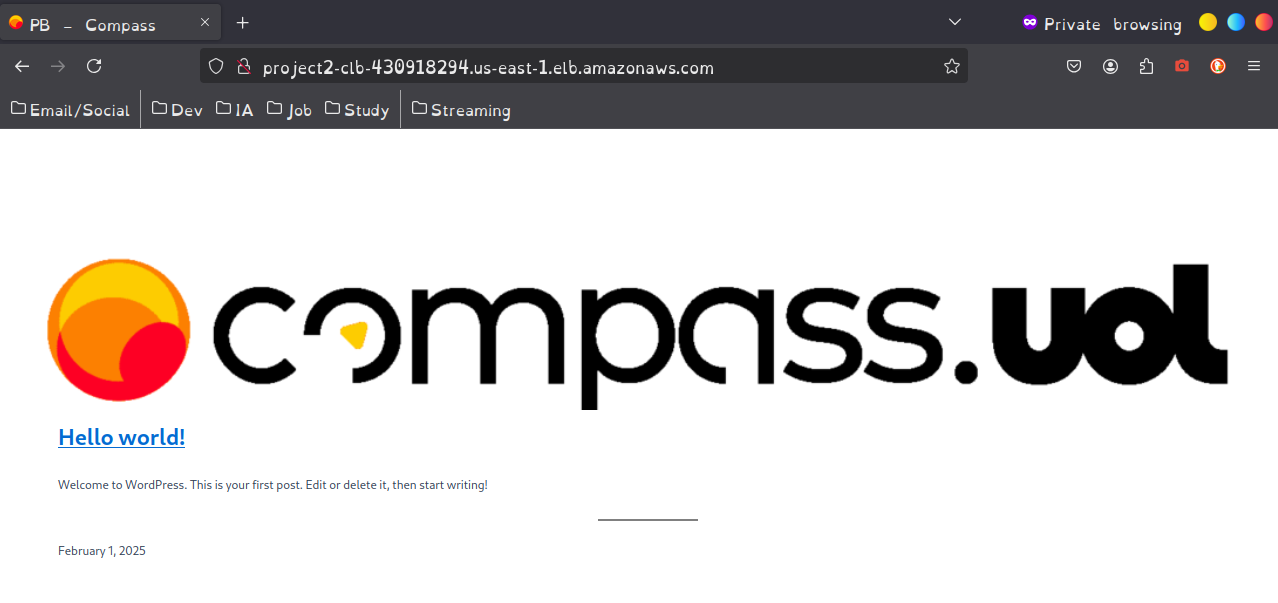 PB – Compass
Private browsing
project2-clb-430918294.us-east-1.elb.amazonaws.com
Email/Social Dev IA Job Study Streaming
compass.uol
Hello world!
Welcome to WordPress. This is your first post. Edit or delete it, then start writing!
February 1, 2025